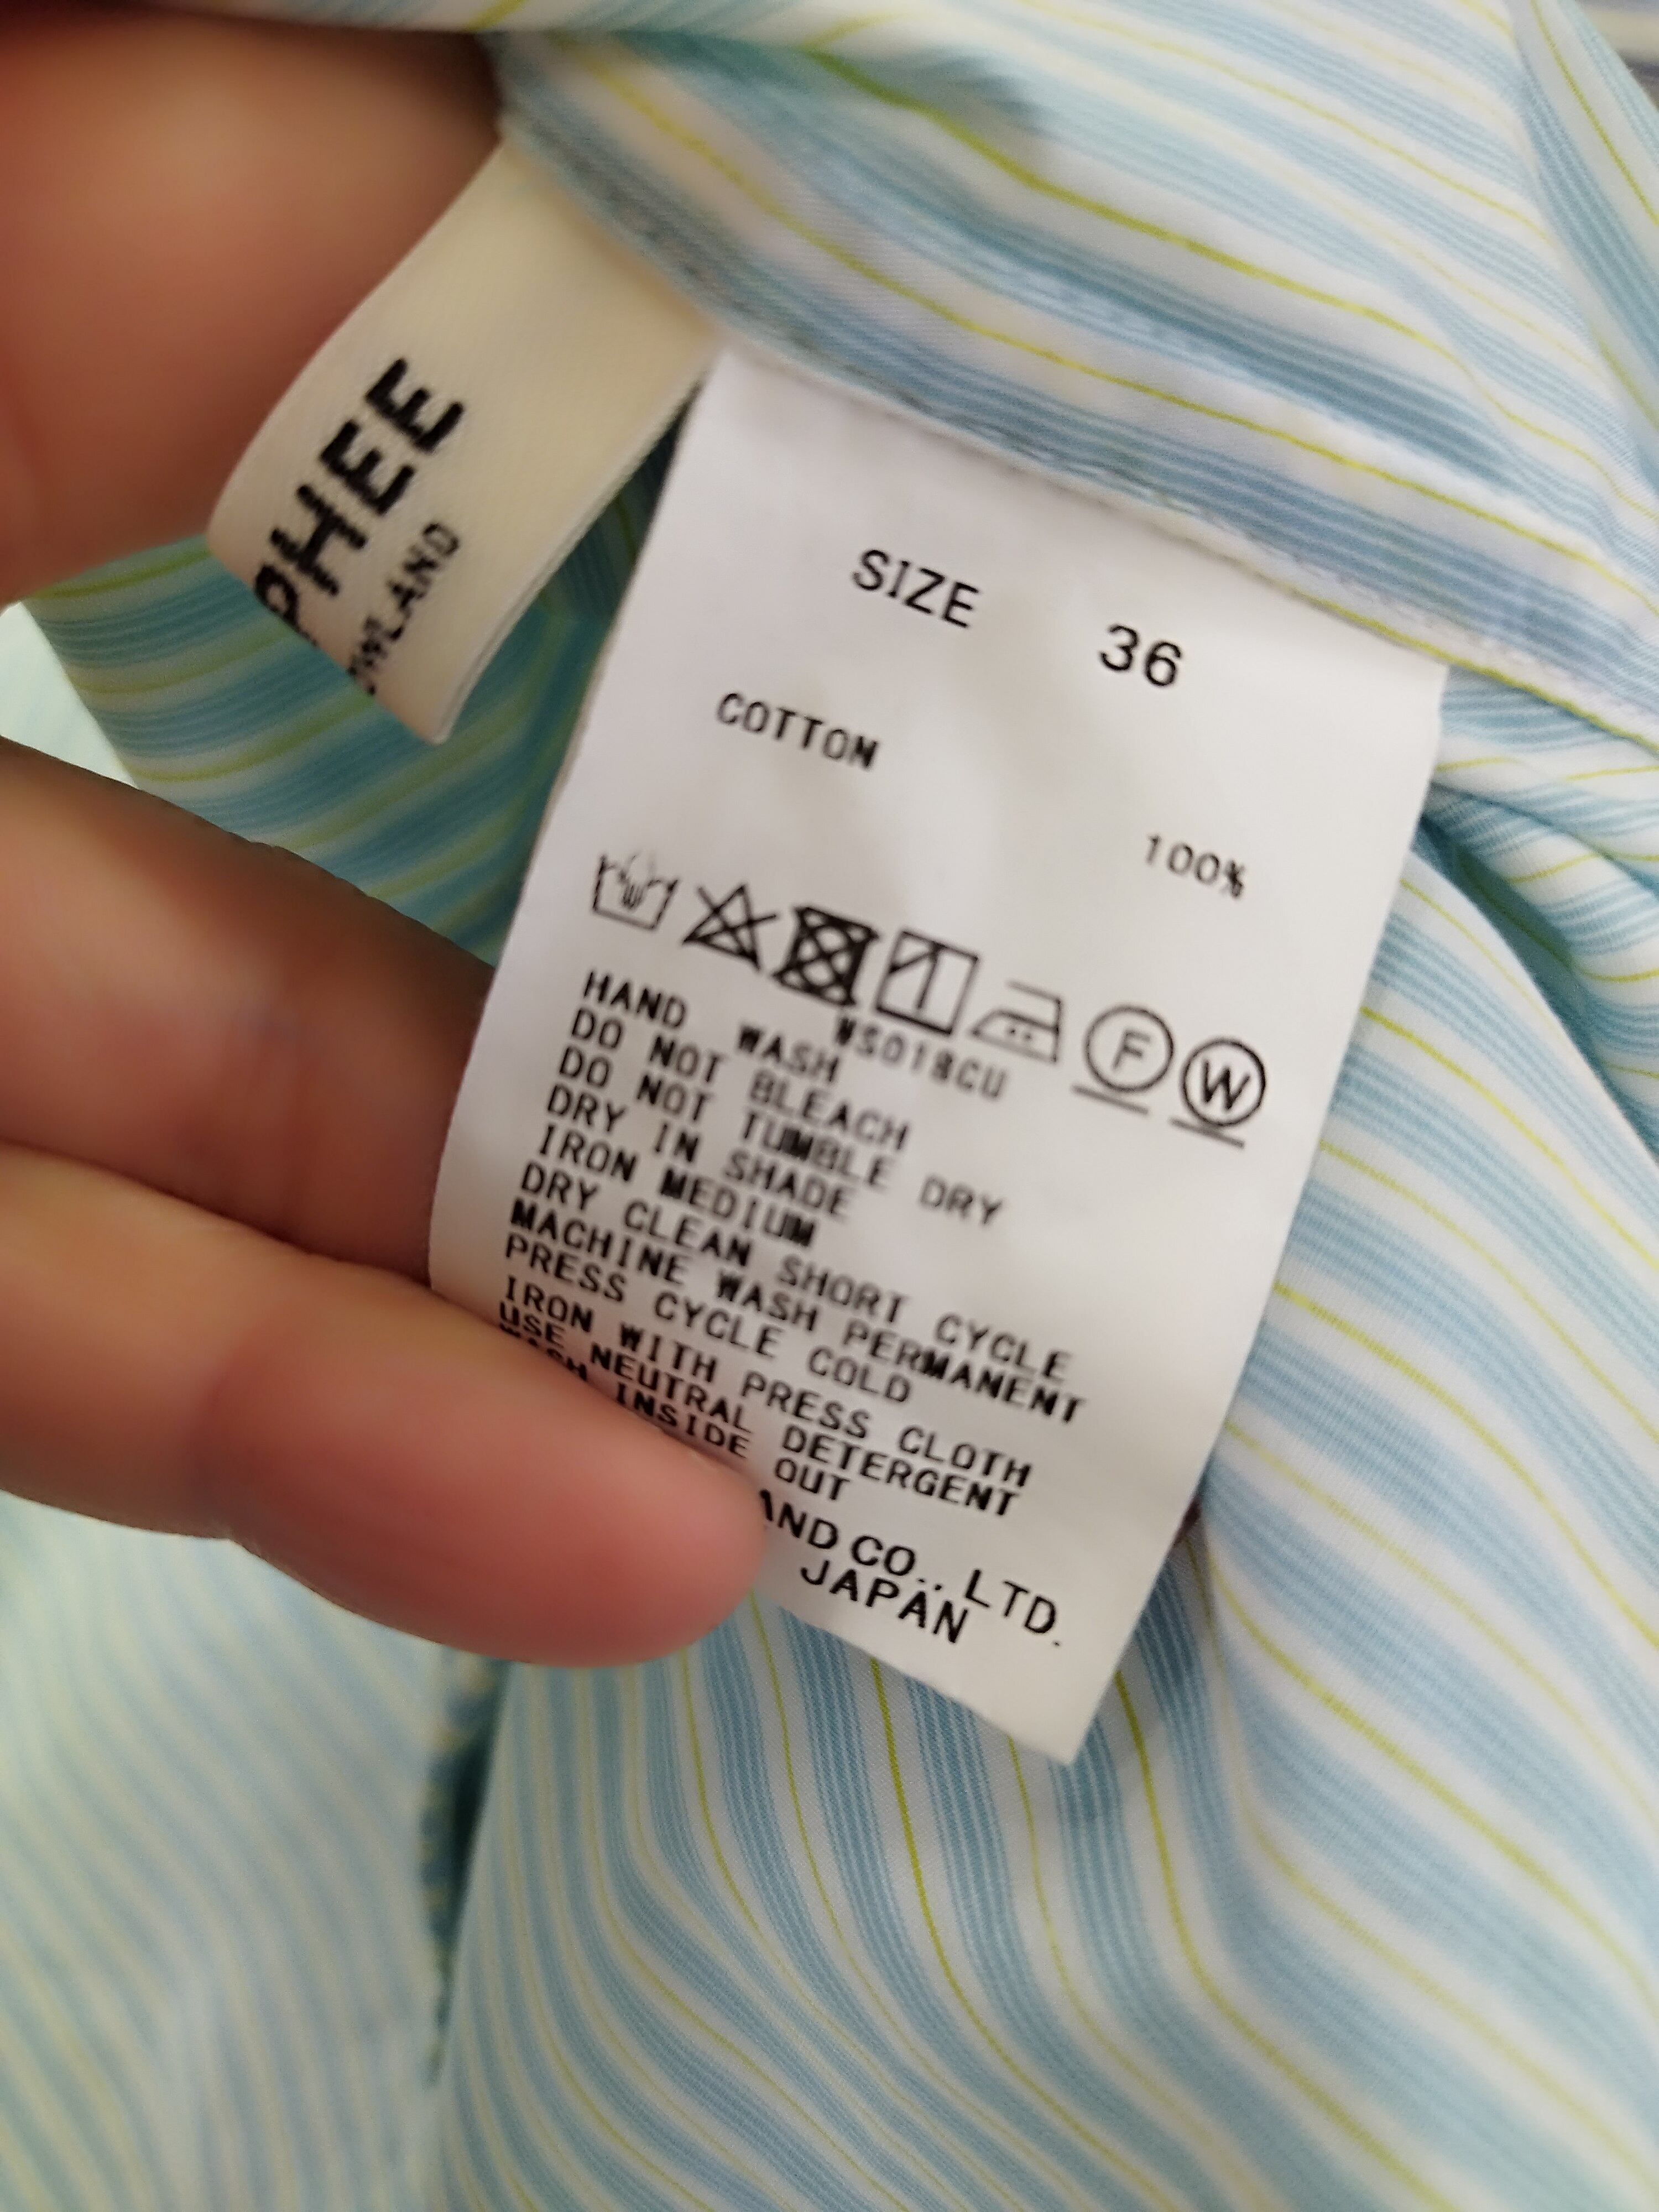 PHEE
SIZE 36
COTTON
100%
F W
WS01BCU
HAND WASH
DO NOT BLEACH
DO NOT TUMBLE DRY
DRY IN SHADE
IRON MEDIUM
DRY CLEAN SHORT CYCLE
MACHINE WASH PERMANENT
PRESS CYCLE COLD
IRON WITH PRESS CLOTH
USE NEUTRAL DETERGENT
INSIDE OUT
AND CO., LTD.
JAPAN